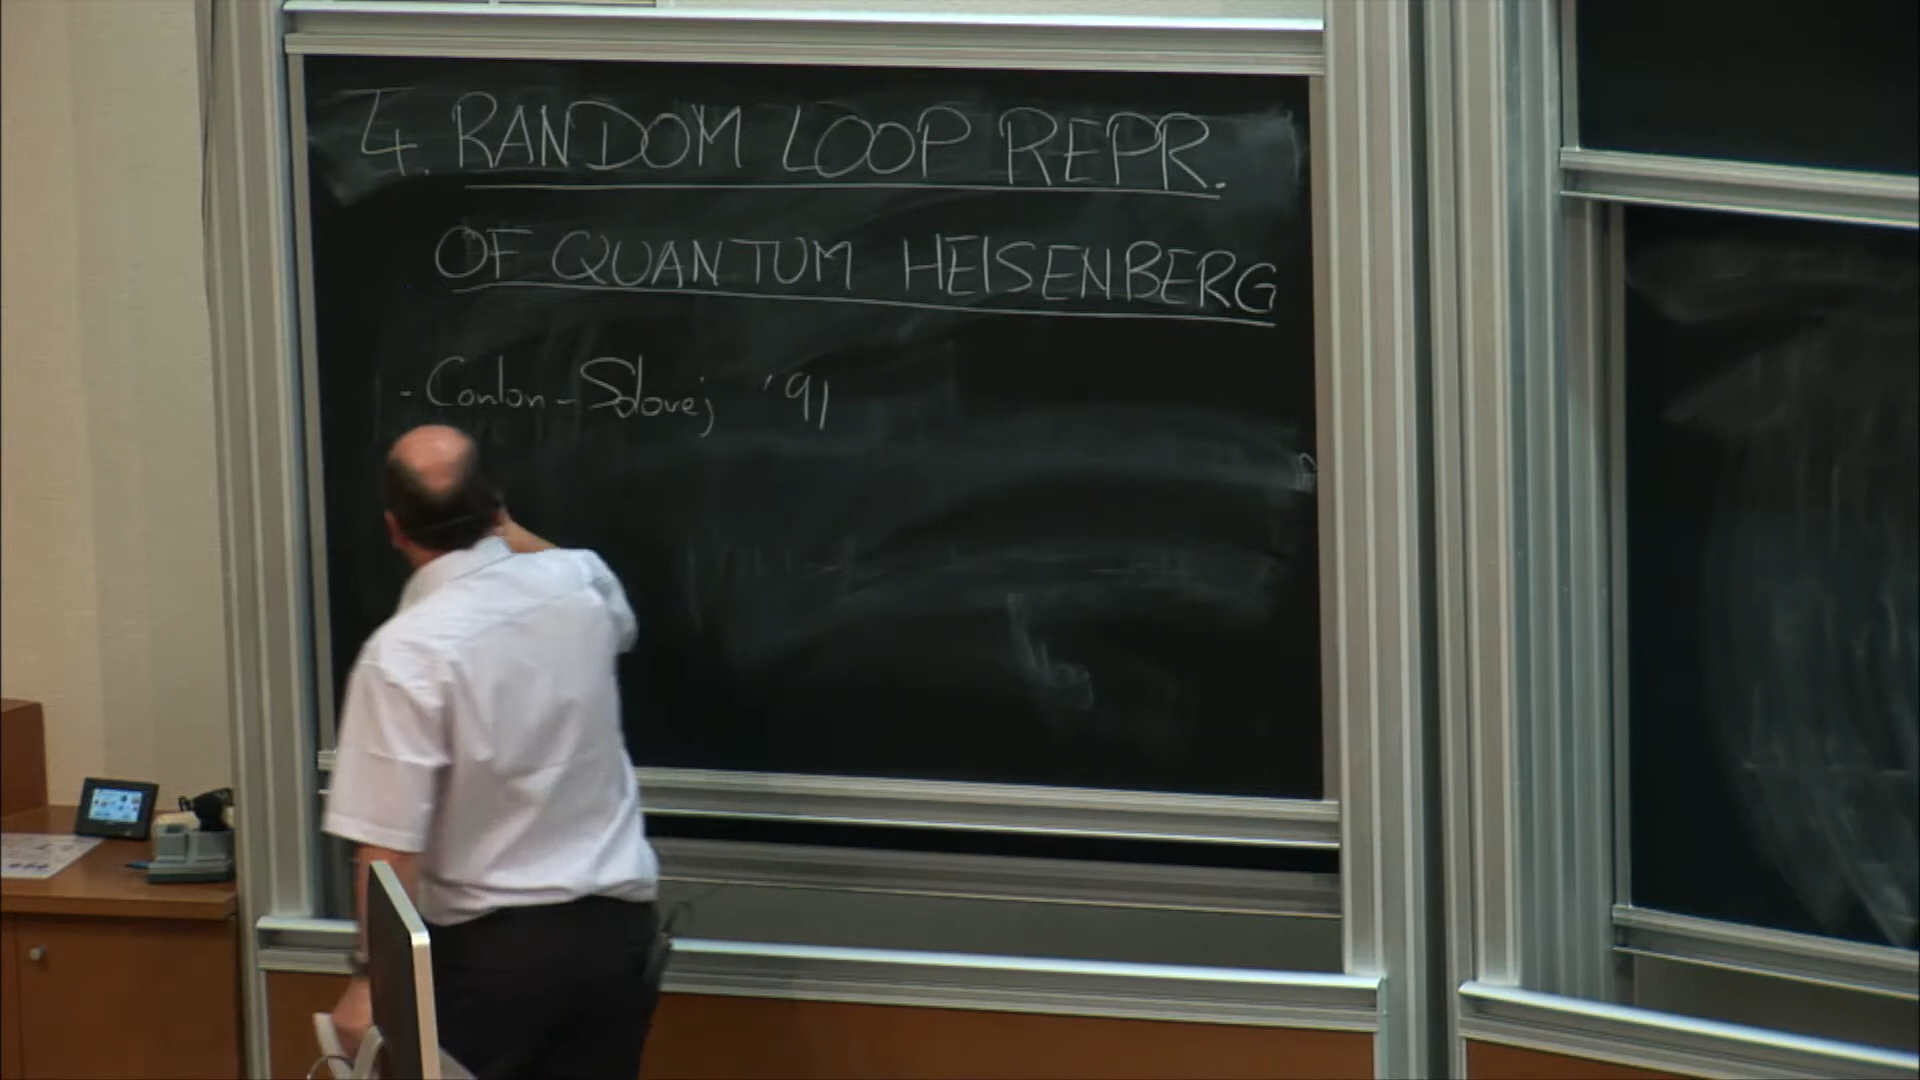 4. RANDOM LOOP REPR.
OF QUANTUM HEISENBERG
- Conlon - Solovej '91